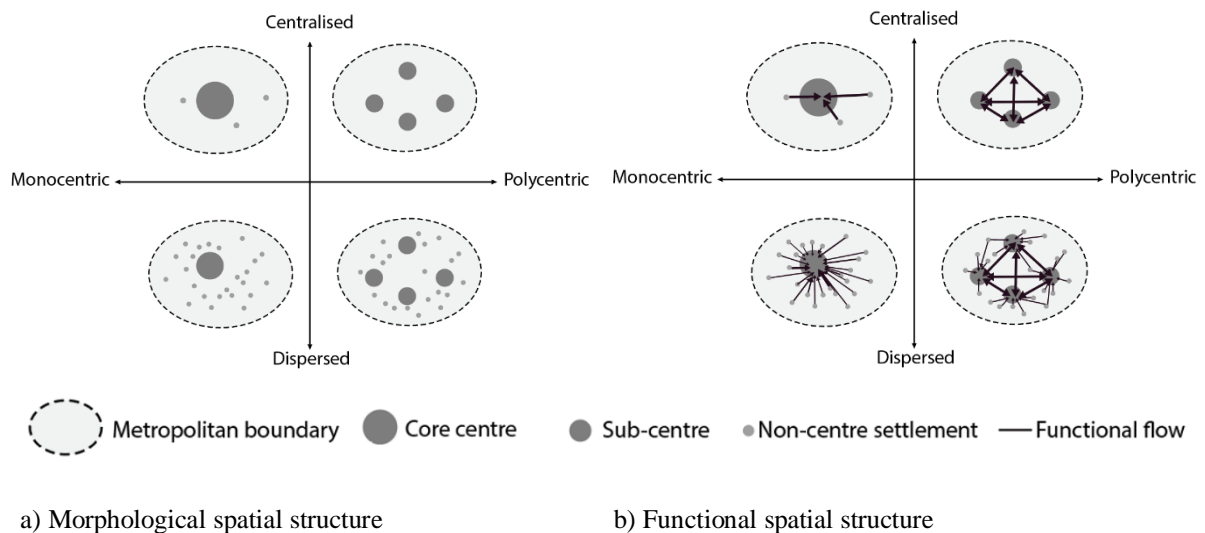 Centralised
Centralised
Monocentric
Polycentric
Monocentric
Polycentric
Dispersed
Dispersed
Metropolitan boundary
Core centre
Sub-centre
Non-centre settlement
Functional flow
a) Morphological spatial structure
b) Functional spatial structure